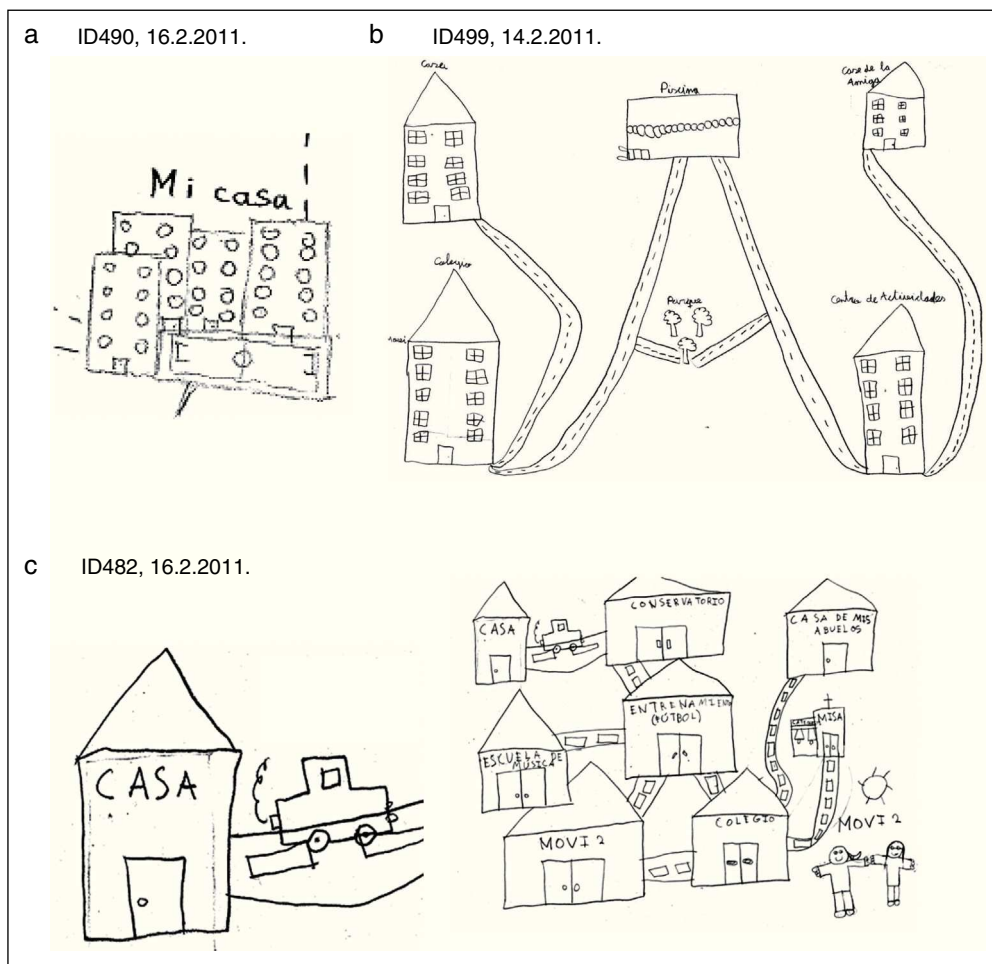 a ID490, 16.2.2011.
b ID499, 14.2.2011.
Mi casa
Casa
Piscina
Casa de la
Amiga
Colegio
Parque
Centro de Actividades
c ID482, 16.2.2011.
CASA
CASA
CONSERVATORIO
CASA DE MIS
ABUELOS
ENTRENAMIENTO
(FÚTBOL)
MISA
ESCUELA DE
MÚSICA
MOVI 2
COLEGIO
MOVI 2